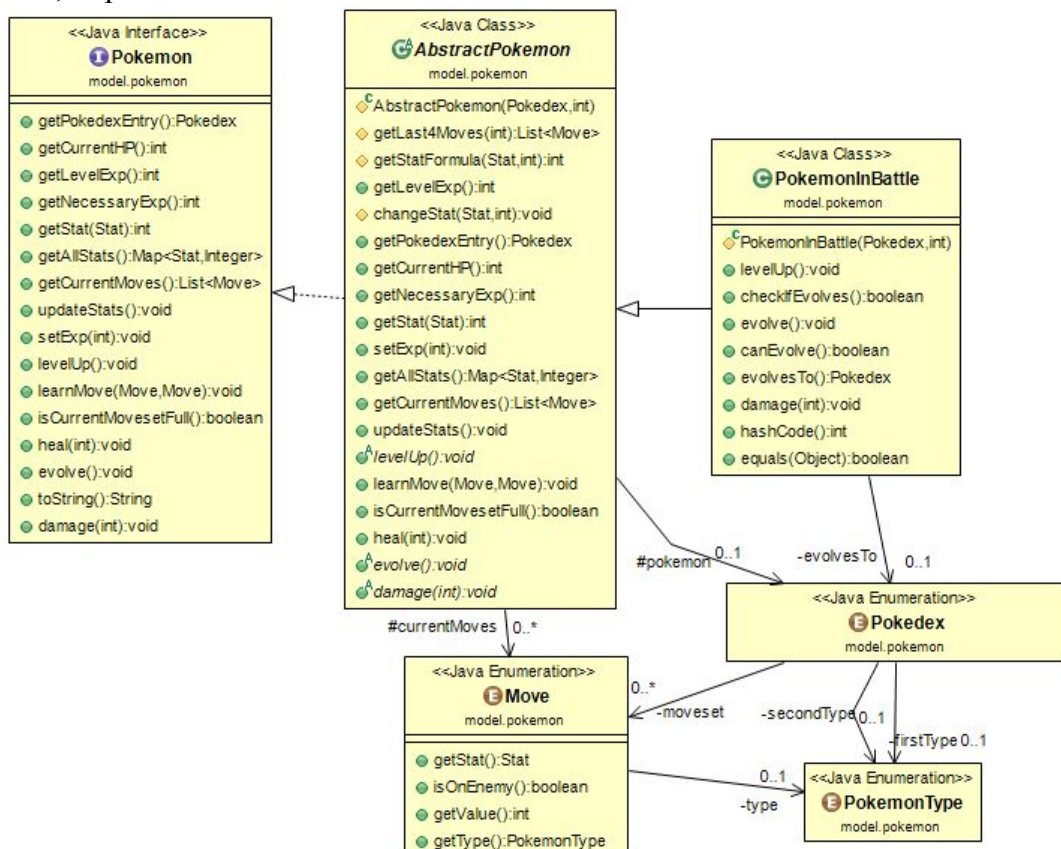 <<Java Interface>>
Pokemon
model.pokemon
getPokedexEntry():Pokedex
getCurrentHP():int
getLevelExp():int
getNecessaryExp():int
getStat(Stat):int
getAllStats():Map<Stat,Integer>
getCurrentMoves():List<Move>
updateStats():void
setExp(int):void
levelUp():void
learnMove(Move,Move):void
isCurrentMovesetFull():boolean
heal(int):void
evolve():void
toString():String
damage(int):void
<<Java Class>>
AbstractPokemon
model.pokemon
AbstractPokemon(Pokedex,int)
getLast4Moves(int):List<Move>
getStatFormula(Stat,int):int
getLevelExp():int
changeStat(Stat,int):void
getPokedexEntry():Pokedex
getCurrentHP():int
getNecessaryExp():int
getStat(Stat):int
setExp(int):void
getAllStats():Map<Stat,Integer>
getCurrentMoves():List<Move>
updateStats():void
levelUp():void
learnMove(Move,Move):void
isCurrentMovesetFull():boolean
heal(int):void
evolve():void
damage(int):void
<<Java Class>>
PokemonInBattle
model.pokemon
PokemonInBattle(Pokedex,int)
levelUp():void
checkIfEvolves():boolean
evolve():void
canEvolve():boolean
evolvesTo():Pokedex
damage(int):void
hashCode():int
equals(Object):boolean
#pokemon 0..1
-evolvesTo 0..1
#currentMoves 0..*
<<Java Enumeration>>
Pokedex
model.pokemon
<<Java Enumeration>>
Move
model.pokemon
getStat():Stat
isOnEnemy():boolean
getValue():int
getType():PokemonType
0..*
-moveset
-secondType 0..1
-firstType 0..1
0..1
-type
<<Java Enumeration>>
PokemonType
model.pokemon